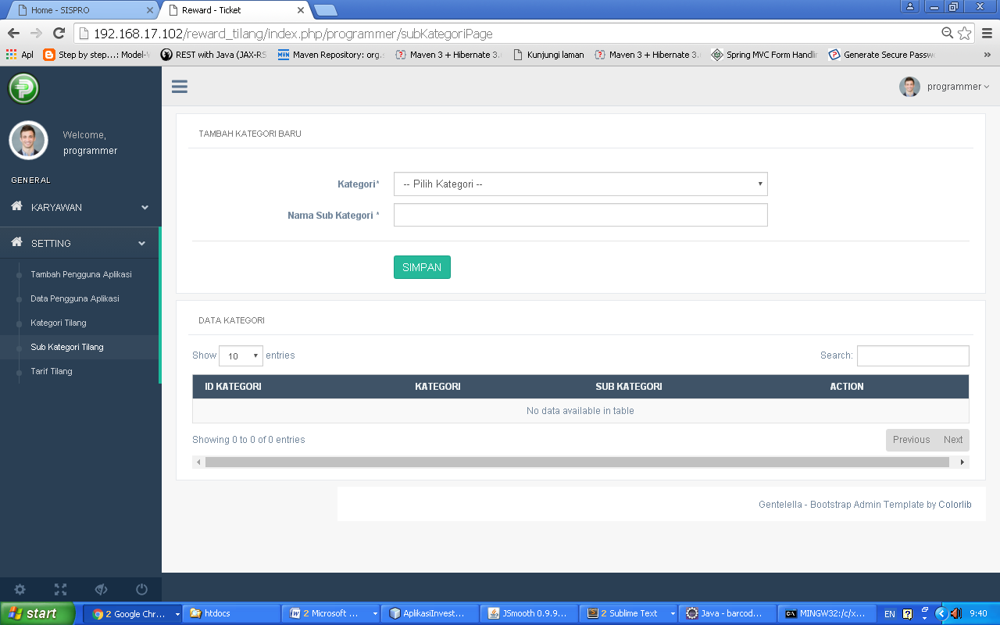 Home - SISPRO
Reward - Ticket
192.168.17.102/reward_tilang/index.php/programmer/subKategoriPage
Apl
Step by step...: Model-
REST with Java (JAX-RS
Maven Repository: org.
Maven 3 + Hibernate 3.
Kunjungi laman
Maven 3 + Hibernate 3.
Spring MVC Form Handli
Generate Secure Passw
»
programmer
Welcome,
programmer
GENERAL
KARYAWAN
SETTING
Tambah Pengguna Aplikasi
Data Pengguna Aplikasi
Kategori Tilang
Sub Kategori Tilang
Tarif Tilang
TAMBAH KATEGORI BARU
Kategori*
-- Pilih Kategori --
Nama Sub Kategori *
SIMPAN
DATA KATEGORI
Show 10 entries
Search:
ID KATEGORI KATEGORI SUB KATEGORI ACTION
No data available in table
Showing 0 to 0 of 0 entries
Previous Next
Gentelella - Bootstrap Admin Template by Colorlib
start
2 Google Chr...
htdocs
2 Microsoft ...
AplikasiInvest...
JSmooth 0.9.9...
2 Sublime Text
Java - barcod...
MINGW32:/c/x...
EN
9:40